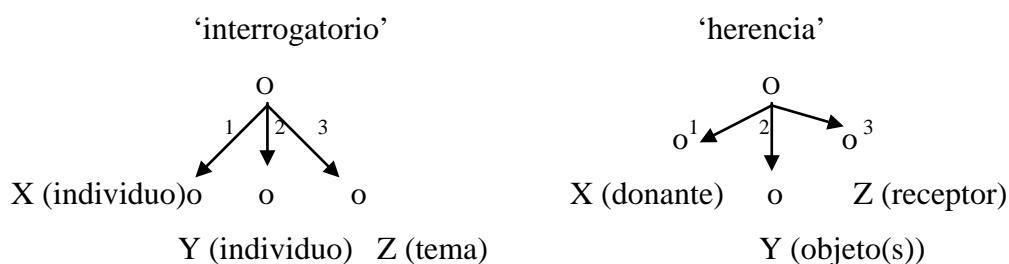 ‘interrogatorio’ ‘herencia’
O O
1 2 3 1 2 3
o o
X (individuo)o o o X (donante) o Z (receptor)
Y (individuo) Z (tema) Y (objeto(s))